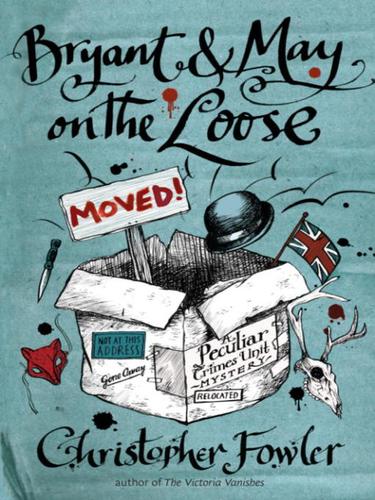 Bryant & May
on the Loose
MOVED!
NOT AT THIS
ADDRESS
Gone Away
A
Peculiar
Crimes Unit
MYSTERY
RELOCATED
Christopher Fowler
author of The Victoria Vanishes